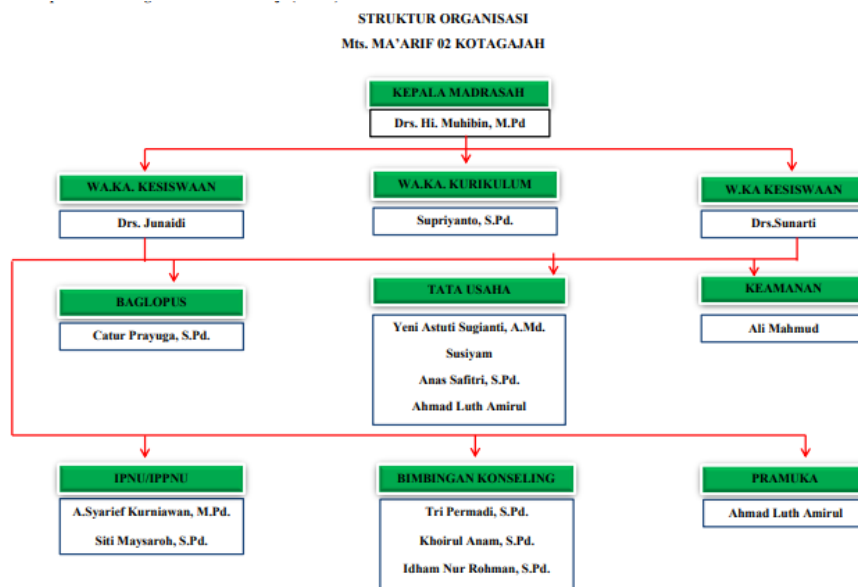 STRUKTUR ORGANISASI
Mts. MA'ARIF 02 KOTAGAJAH
KEPALA MADRASAH
Drs. Hi. Muhibin, M.Pd
WA.KA. KESISWAAN
Drs. Junaidi
WA.KA. KURIKULUM
Supriyanto, S.Pd.
W.KA KESISWAAN
Drs.Sunarti
BAGLOPUS
Catur Prayuga, S.Pd.
TATA USAHA
Yeni Astuti Sugianti, A.Md.
Susiyam
Anas Safitri, S.Pd.
Ahmad Luth Amirul
KEAMANAN
Ali Mahmud
IPNU/IPPNU
A.Syarief Kurniawan, M.Pd.
Siti Maysaroh, S.Pd.
BIMBINGAN KONSELING
Tri Permadi, S.Pd.
Khoirul Anam, S.Pd.
Idham Nur Rohman, S.Pd.
PRAMUKA
Ahmad Luth Amirul